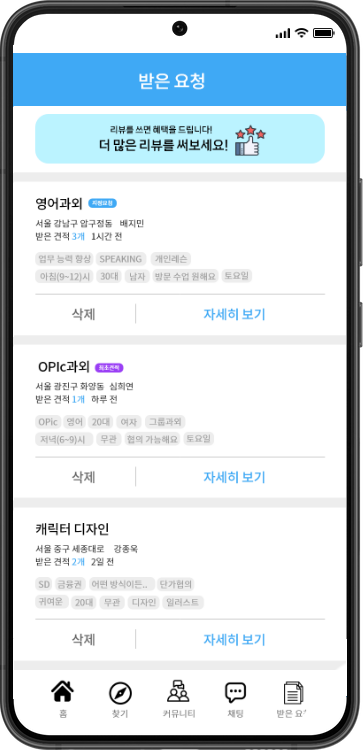 받은 요청
리뷰를 쓰면 혜택을 드립니다!
더 많은 리뷰를 써보세요!
영어과외 지명요청
서울 강남구 압구정동 배지민
받은 견적 3개 1시간 전
업무 능력 향상 SPEAKING 개인레슨
아침(9~12)시 30대 남자 방문 수업 원해요 토요일
삭제 자세히 보기
OPIc과외 최초견적
서울 광진구 화양동 심희연
받은 견적 1개 하루 전
OPic 영어 20대 여자 그룹과외
저녁(6~9)시 무관 협의 가능해요 토요일
삭제 자세히 보기
캐릭터 디자인
서울 중구 세종대로 강종욱
받은 견적 2개 2일 전
SD 금융권 어떤 방식이든.. 단가협의
귀여운 20대 무관 디자인 일러스트
삭제 자세히 보기
홈 찾기 커뮤니티 채팅 받은 요